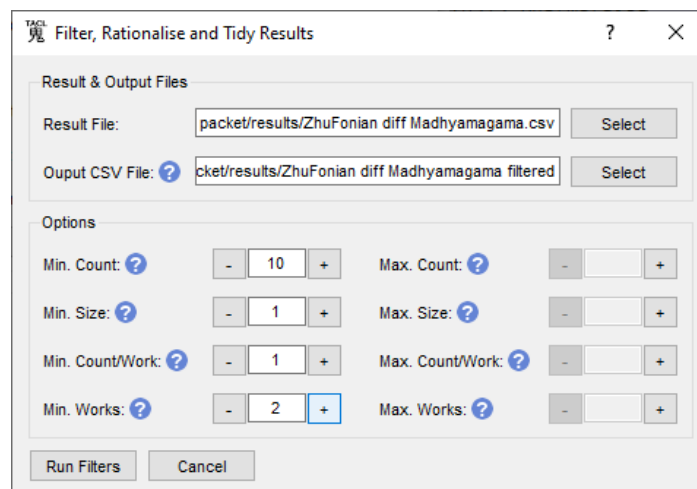 TACL
鬼 Filter, Rationalise and Tidy Results ? X
Result & Output Files
Result File: packet/results/ZhuFonian diff Madhyamagama.csv Select
Ouput CSV File: ? cket/results/ZhuFonian diff Madhyamagama filtered Select
Options
Min. Count: ? - 10 + Max. Count: ? - +
Min. Size: ? - 1 + Max. Size: ? - +
Min. Count/Work: ? - 1 + Max. Count/Work: ? - +
Min. Works: ? - 2 + Max. Works: ? - +
Run Filters Cancel